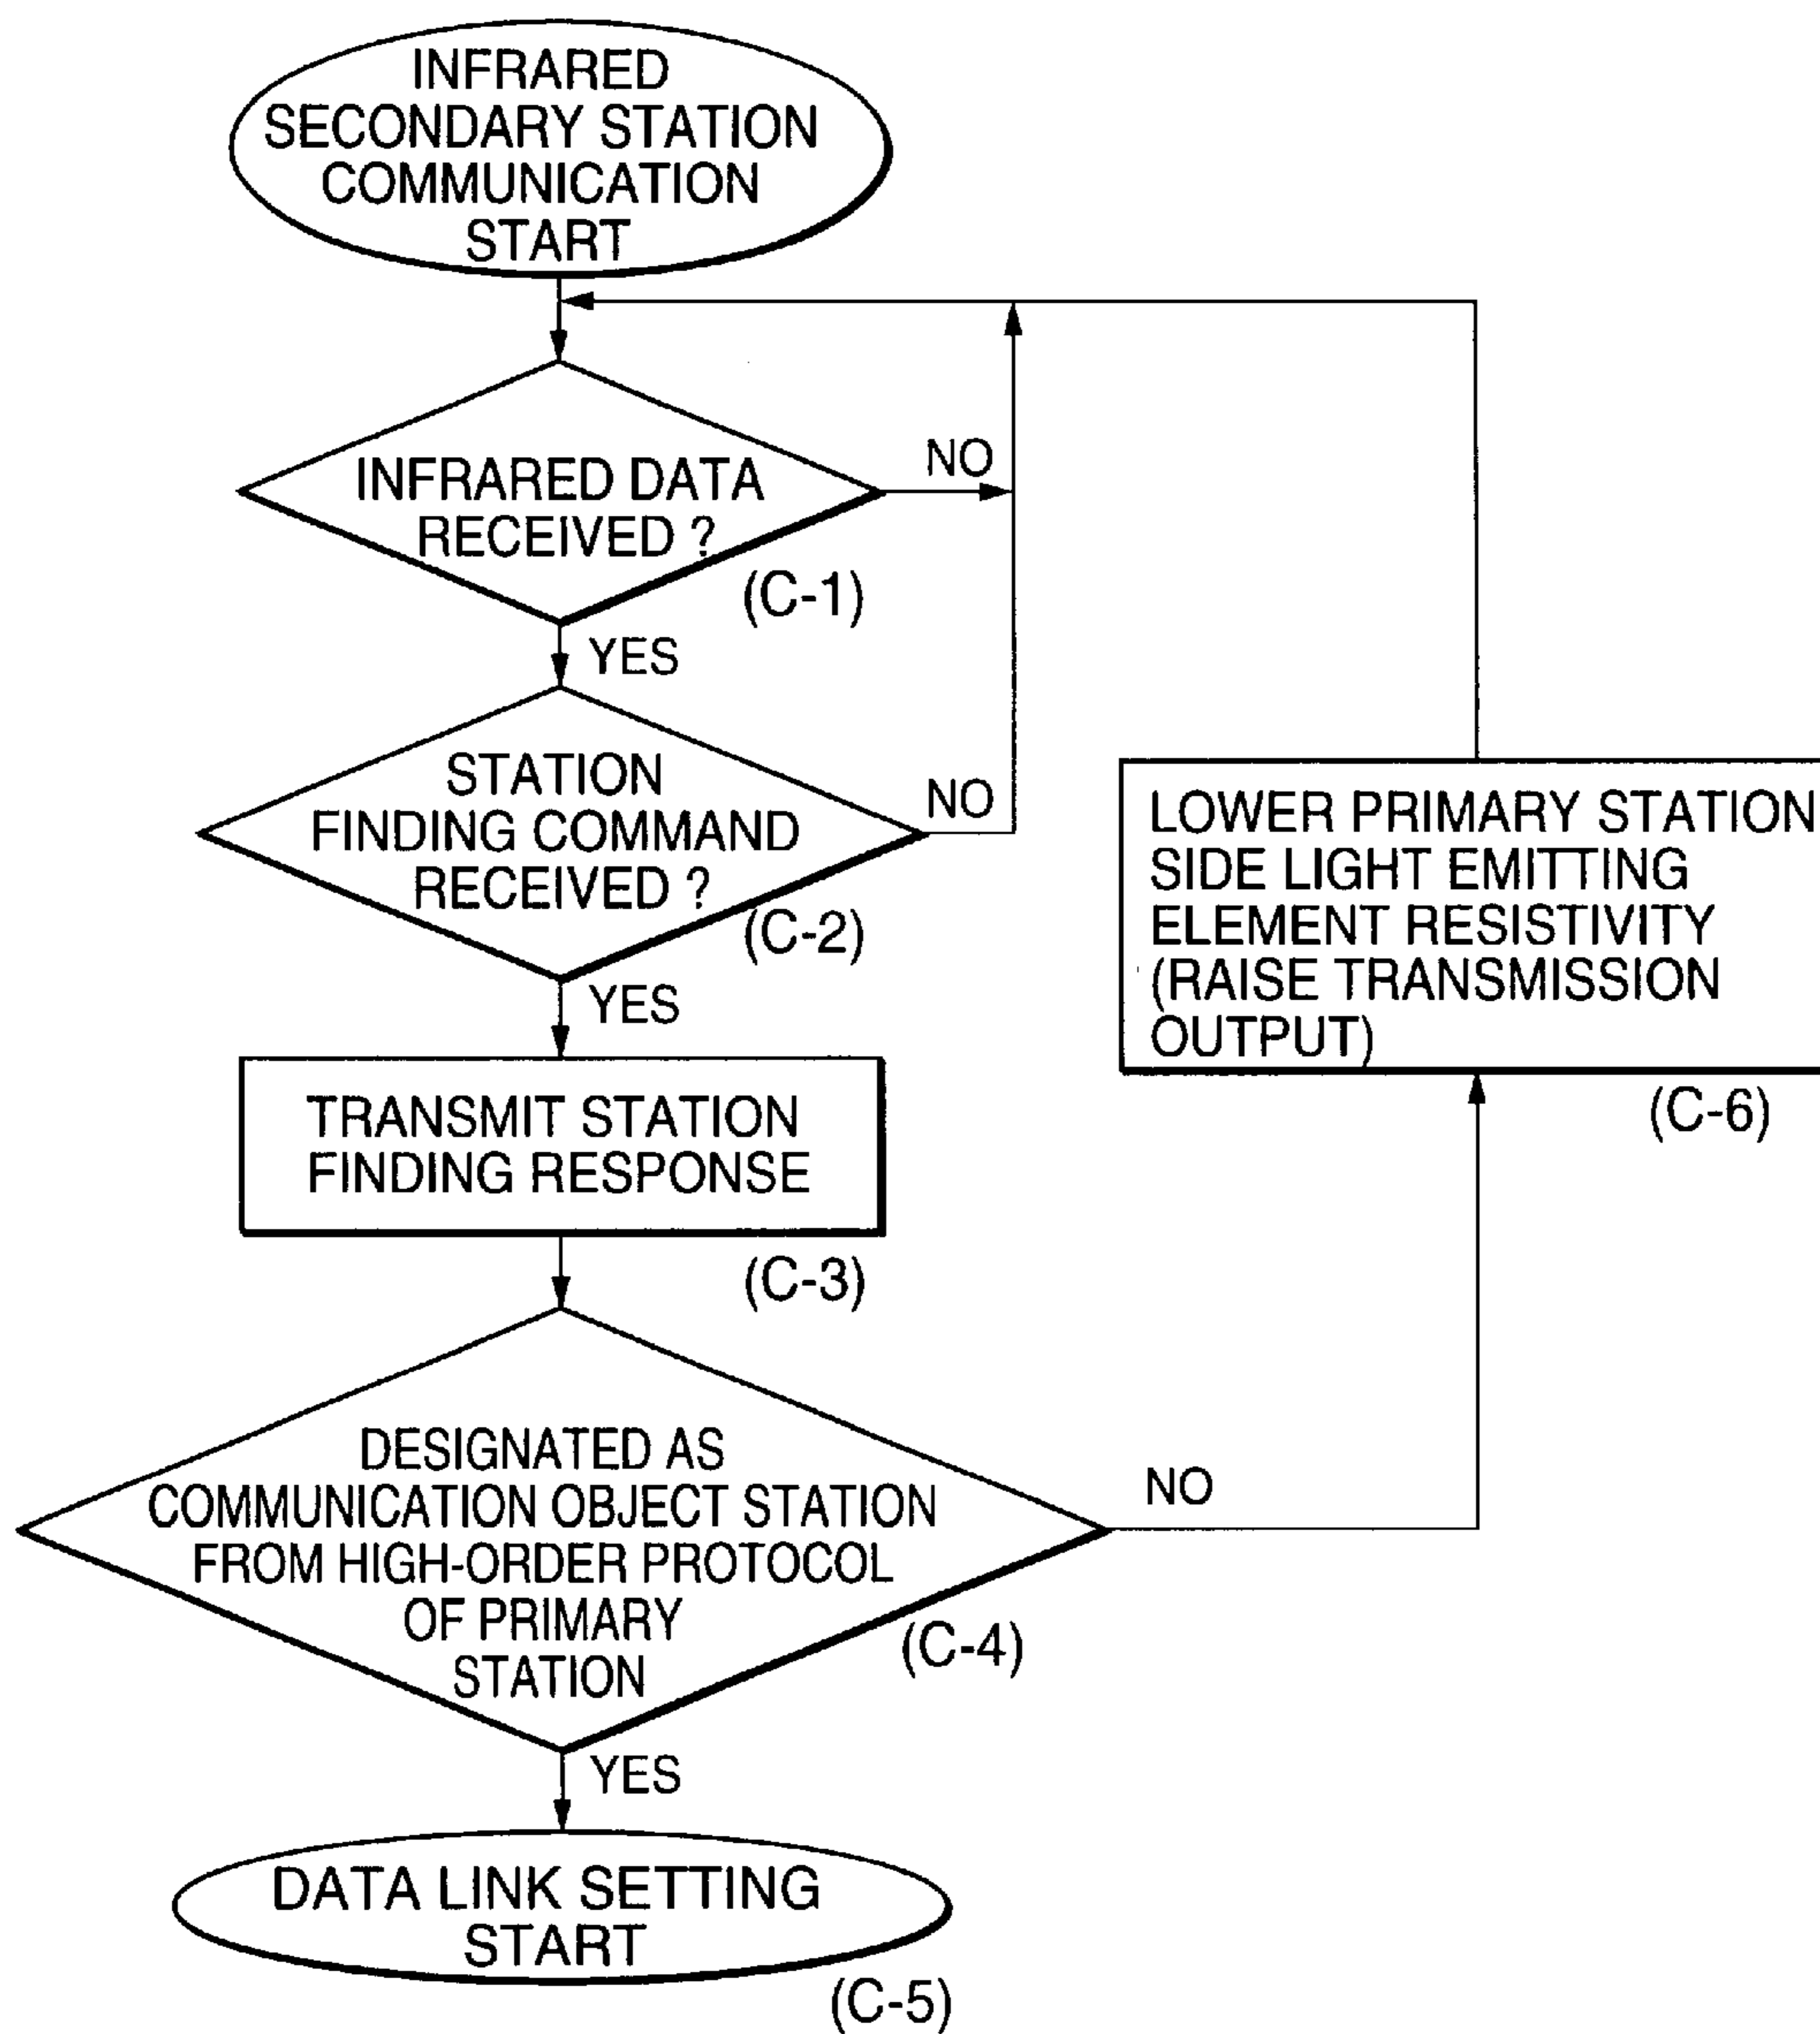 INFRARED
SECONDARY STATION
COMMUNICATION
START
INFRARED DATA
RECEIVED ?
NO
(C-1)
YES
STATION
FINDING COMMAND
RECEIVED ?
NO
(C-2)
YES
TRANSMIT STATION
FINDING RESPONSE
(C-3)
DESIGNATED AS
COMMUNICATION OBJECT STATION
FROM HIGH-ORDER PROTOCOL
OF PRIMARY
STATION
NO
(C-4)
YES
DATA LINK SETTING
START
(C-5)
LOWER PRIMARY STATION
SIDE LIGHT EMITTING
ELEMENT RESISTIVITY
(RAISE TRANSMISSION
OUTPUT)
(C-6)